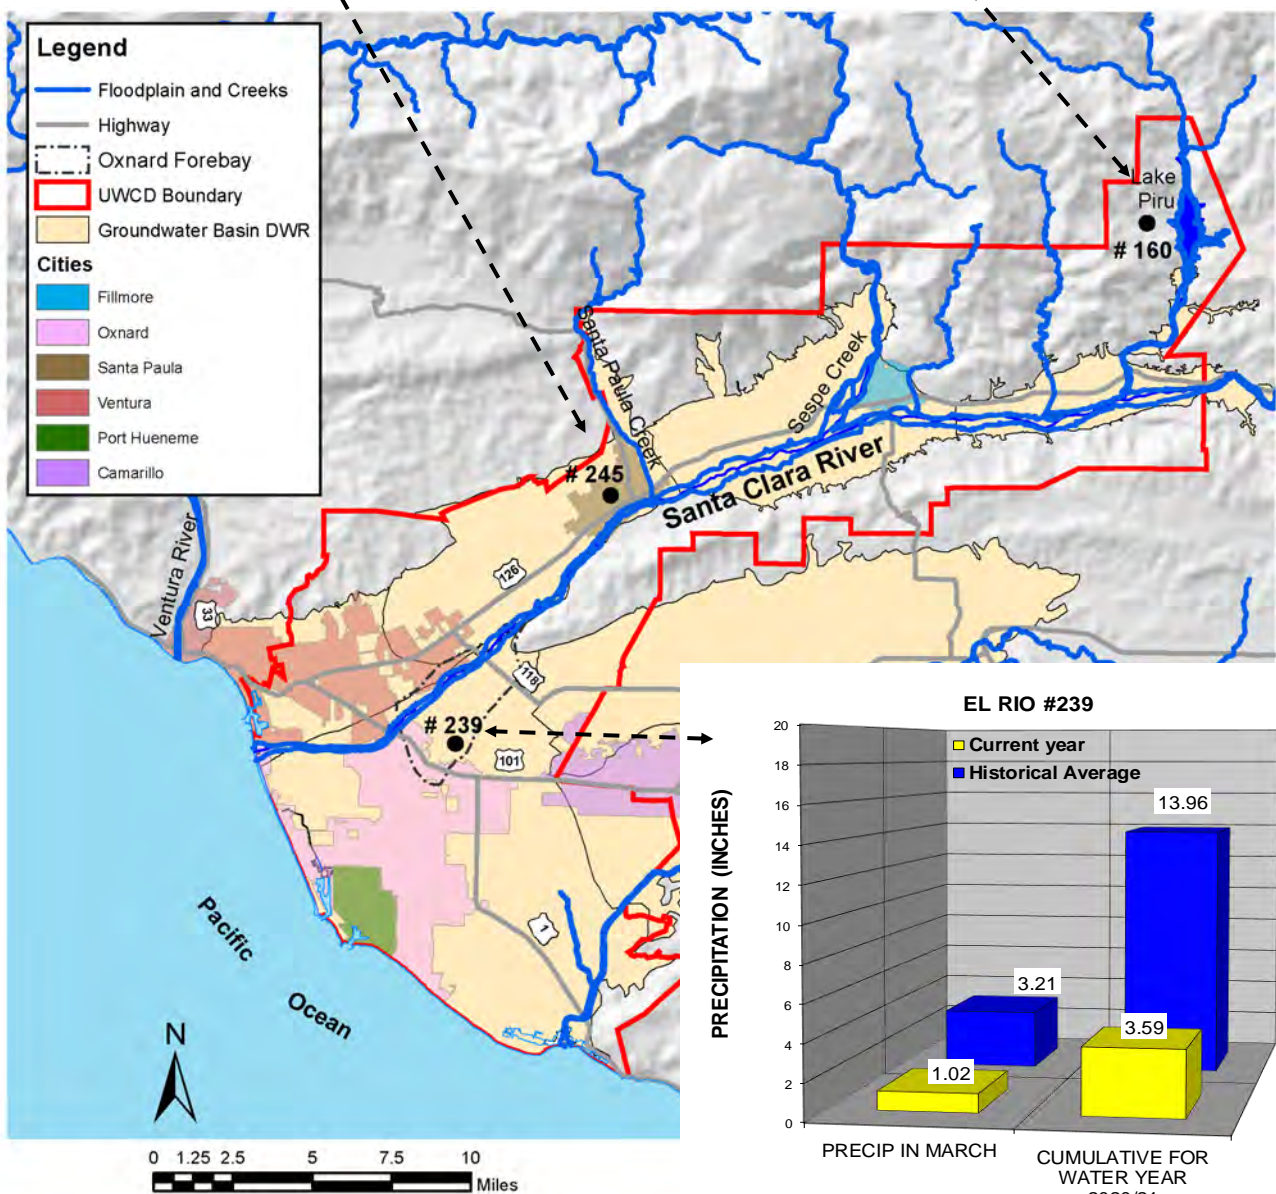 Legend
Floodplain and Creeks
Highway
Oxnard Forebay
UWCD Boundary
Groundwater Basin DWR
Cities
Fillmore
Oxnard
Santa Paula
Ventura
Port Hueneme
Camarillo
Lake
Piru
# 160
Santa Paula Creek
Sespe Creek
# 245
Santa Clara River
Ventura River
33
126
118
# 239
101
1
Pacific
Ocean
N
0 1.25 2.5 5 7.5 10
Miles
EL RIO #239
Current year
Historical Average
PRECIPITATION (INCHES)
20
18
16
14
12
10
8
6
4
2
0
13.96
3.21
3.59
1.02
PRECIP IN MARCH
CUMULATIVE FOR
WATER YEAR